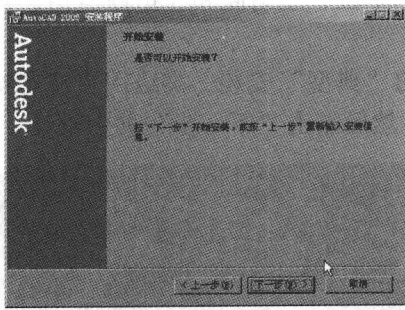 AutoCAD 2006 安装程序
Autodesk
开始安装
是否可以开始安装？
按“下一步”开始安装，或按“上一步”重新输入安装信
息。
< 上一步(B)
下一步(N) >
取消